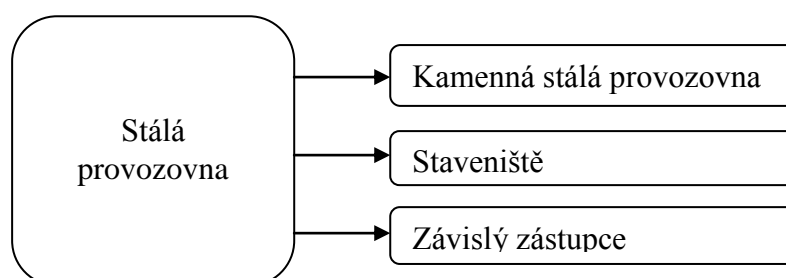 Stálá
provozovna
Kamenná stálá provozovna
Staveniště
Závislý zástupce